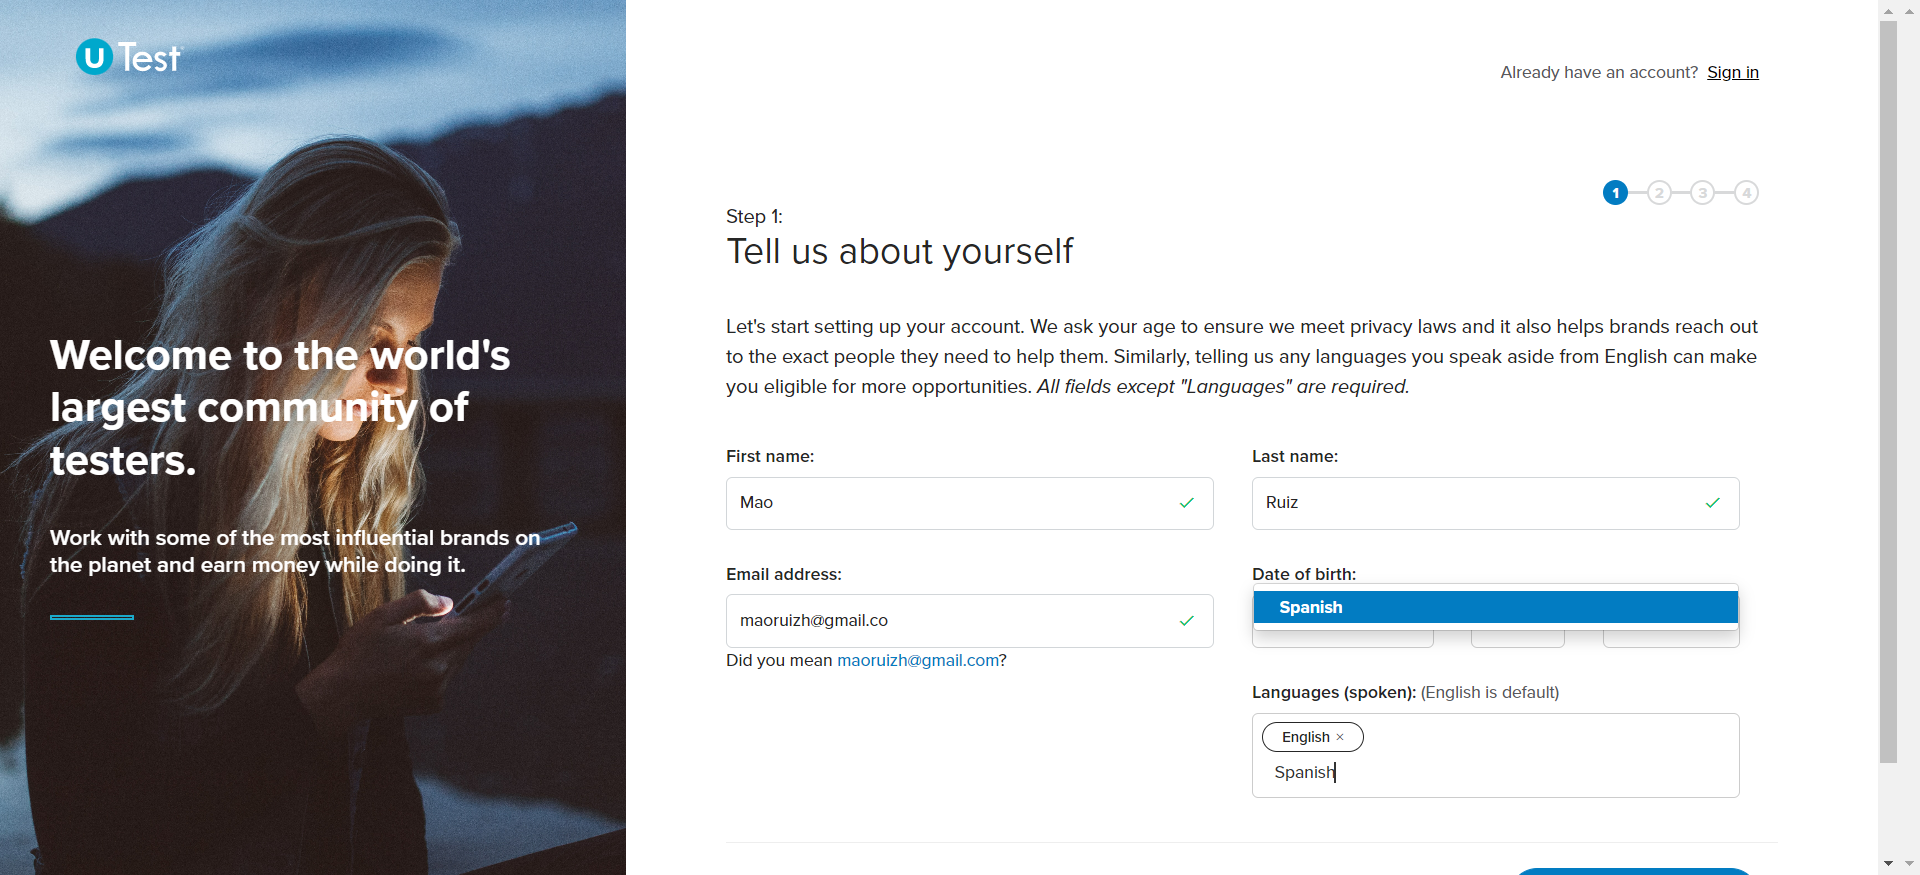 U Test
Already have an account? Sign in
1 2 3 4
Step 1:
Tell us about yourself
Welcome to the world's
largest community of
testers.
Work with some of the most influential brands on
the planet and earn money while doing it.
Let's start setting up your account. We ask your age to ensure we meet privacy laws and it also helps brands reach out
to the exact people they need to help them. Similarly, telling us any languages you speak aside from English can make
you eligible for more opportunities. All fields except "Languages" are required.
First name:
Mao
Last name:
Ruiz
Email address:
maoruizh@gmail.co
Did you mean maoruizh@gmail.com?
Date of birth:
Spanish
Languages (spoken): (English is default)
English ×
Spanish